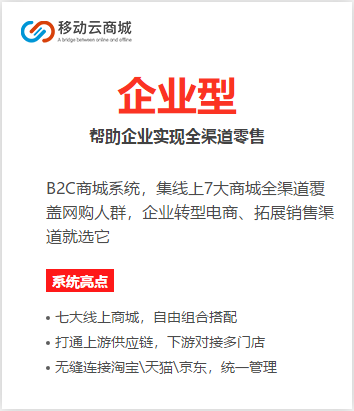 移动云商城
A bridge between online and offline
企业型
帮助企业实现全渠道零售
B2C商城系统，集线上7大商城全渠道覆
盖网购人群，企业转型电商、拓展销售渠
道就选它
系统亮点
• 七大线上商城，自由组合搭配
• 打通上游供应链，下游对接多门店
• 无缝连接淘宝\天猫\京东，统一管理